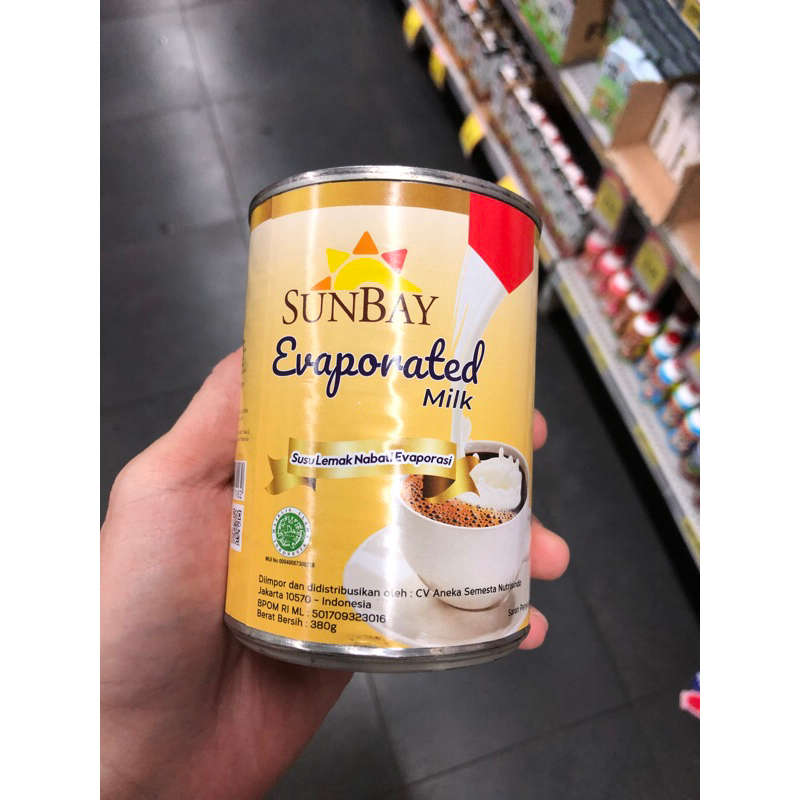 SUNBAY
Evaporated
Milk
Susu Lemak Nabati Evaporasi
Diimpor dan didistribusikan oleh : CV Aneka Semesta Nutrisindo
Jakarta 10570 - Indonesia
BPOM RI ML : 501709323016
Berat Bersih : 380g